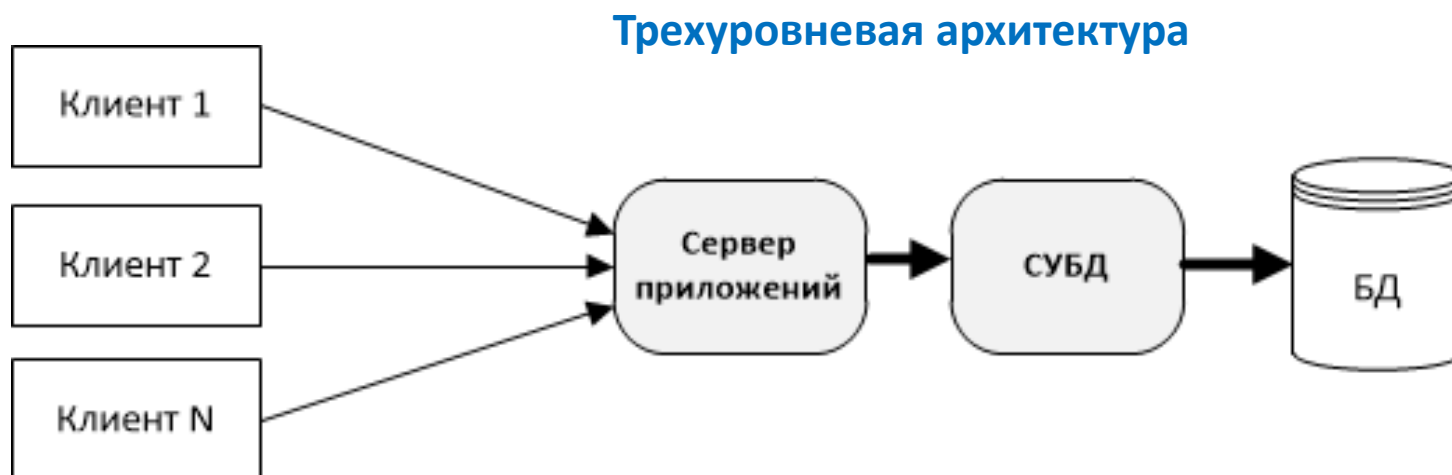 Трехуровневая архитектура
Клиент 1
Клиент 2
Клиент N
Сервер
приложений
СУБД
БД